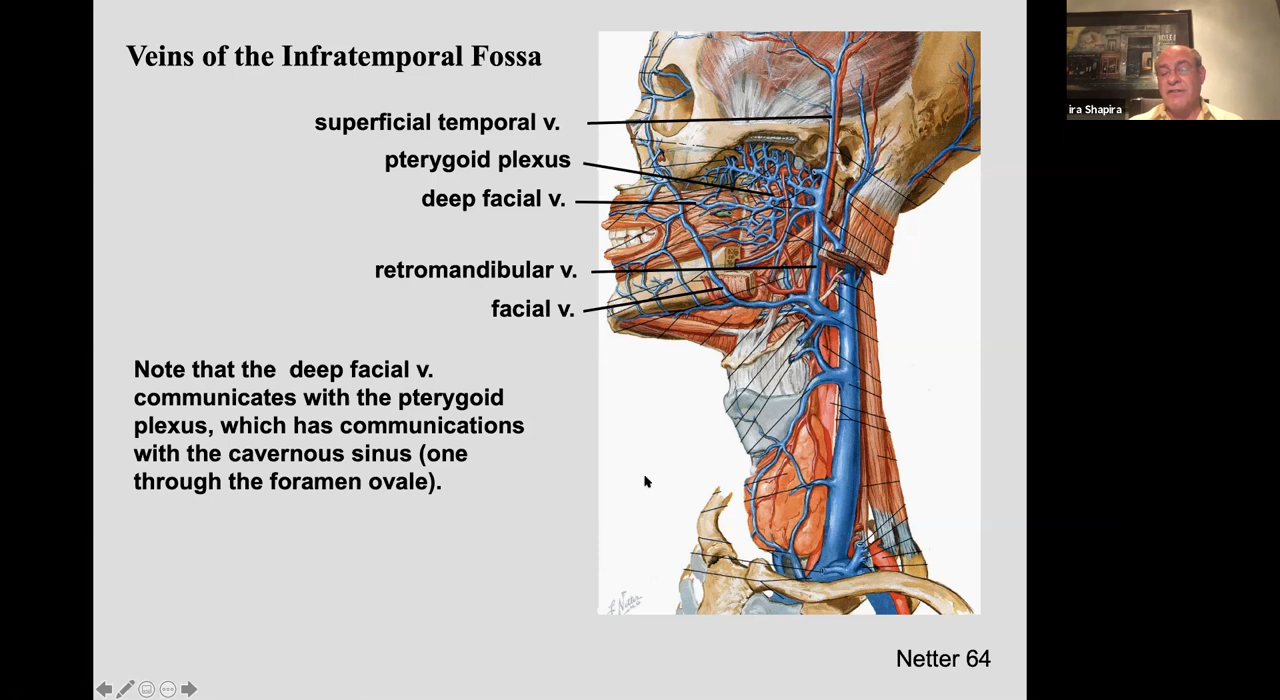 Veins of the Infratemporal Fossa
superficial temporal v.
pterygoid plexus
deep facial v.
retromandibular v.
facial v.
Note that the deep facial v.
communicates with the pterygoid
plexus, which has communications
with the cavernous sinus (one
through the foramen ovale).
F. Netter
Netter 64
ira Shapira